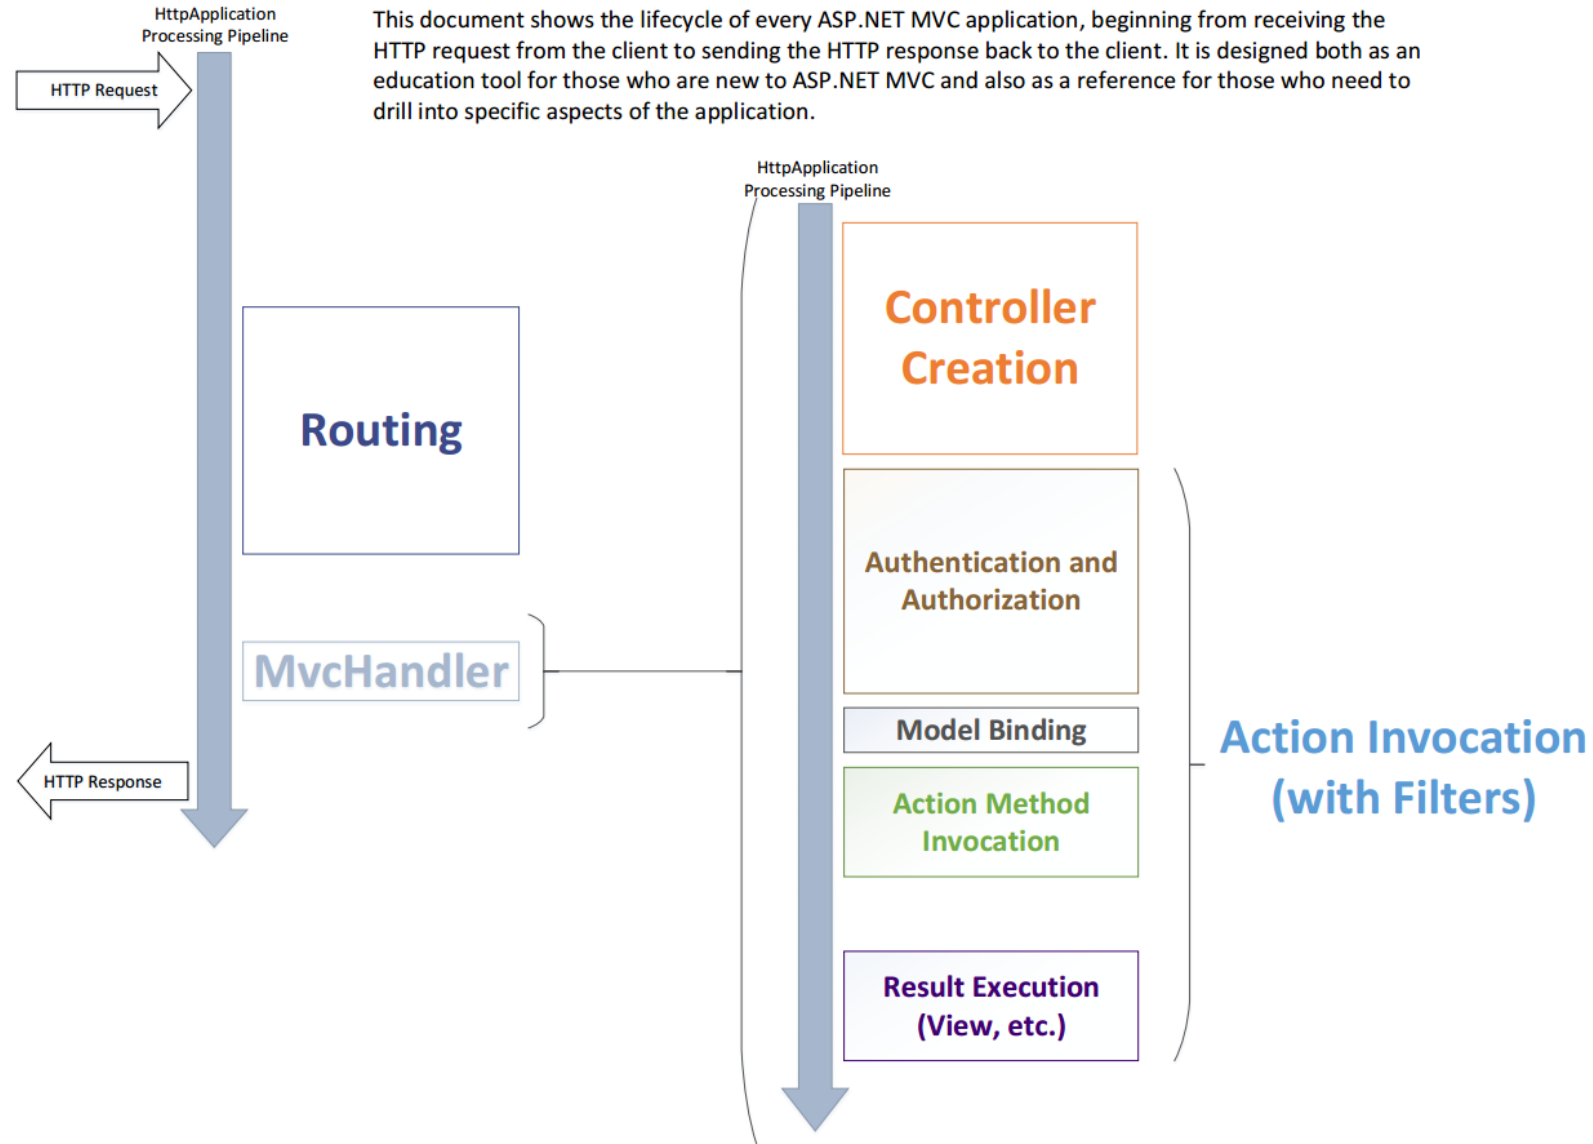 HttpApplication
Processing Pipeline
This document shows the lifecycle of every ASP.NET MVC application, beginning from receiving the
HTTP request from the client to sending the HTTP response back to the client. It is designed both as an
education tool for those who are new to ASP.NET MVC and also as a reference for those who need to
drill into specific aspects of the application.
HTTP Request
Routing
MvcHandler
HTTP Response
HttpApplication
Processing Pipeline
Controller
Creation
Authentication and
Authorization
Model Binding
Action Method
Invocation
Result Execution
(View, etc.)
Action Invocation
(with Filters)